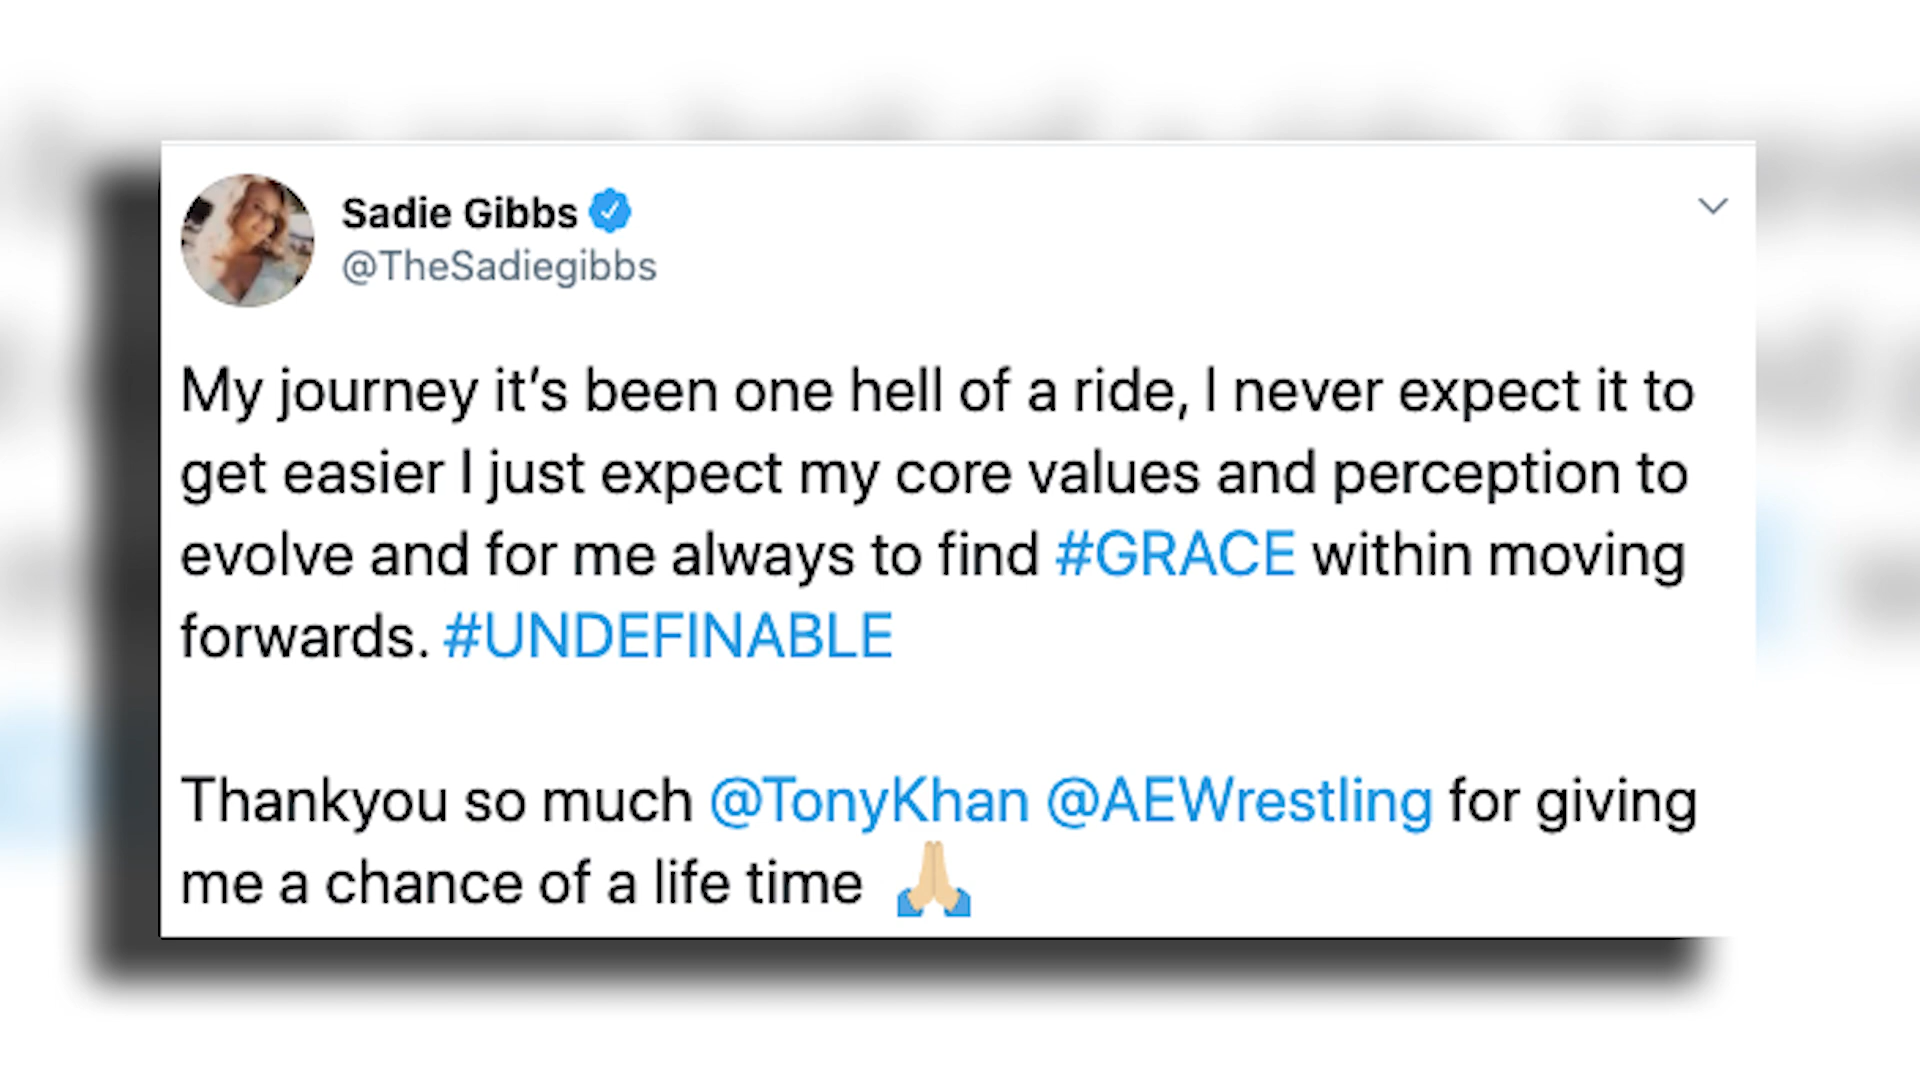 Sadie Gibbs
@TheSadiegibbs
My journey it’s been one hell of a ride, I never expect it to
get easier I just expect my core values and perception to
evolve and for me always to find #GRACE within moving
forwards. #UNDEFINABLE
Thankyou so much @TonyKhan @AEWrestling for giving
me a chance of a life time 🙏🏼